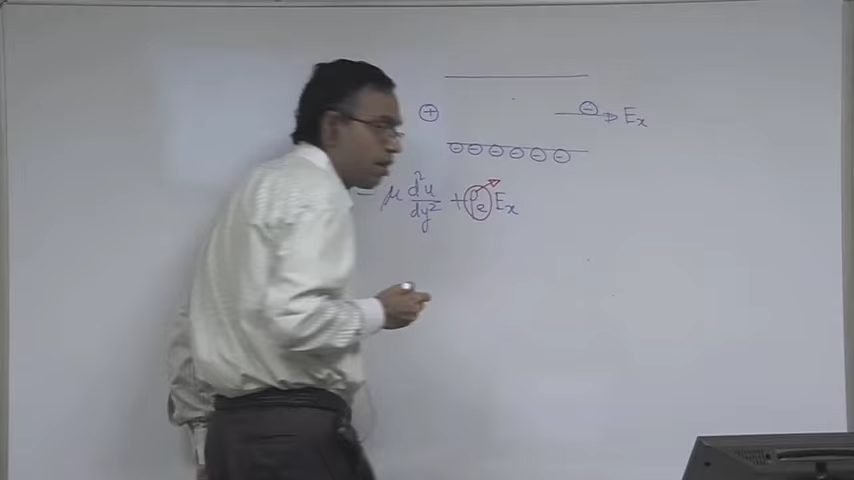 ⊕ ⊖ Eₓ
⊖ ⊖ ⊖ ⊖ ⊖ ⊖
− μ d²u/dy² + ρₑ Eₓ